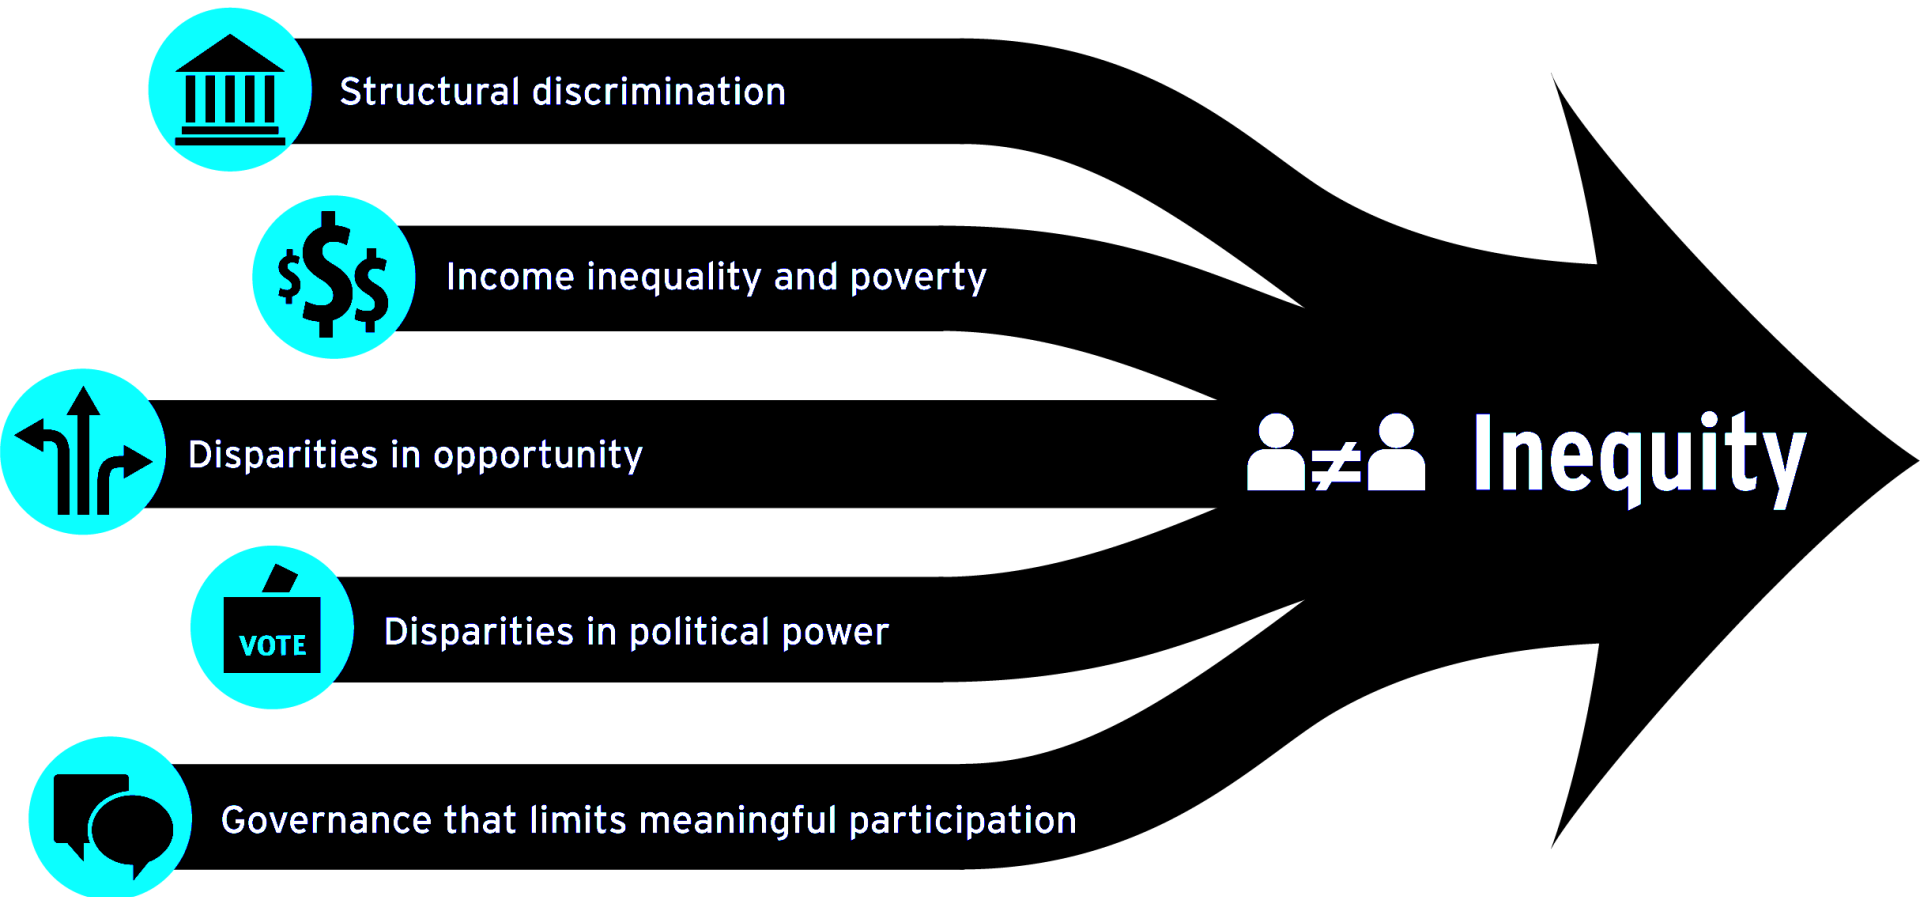 Structural discrimination
Income inequality and poverty
Disparities in opportunity
≠ Inequity
Disparities in political power
VOTE
Governance that limits meaningful participation